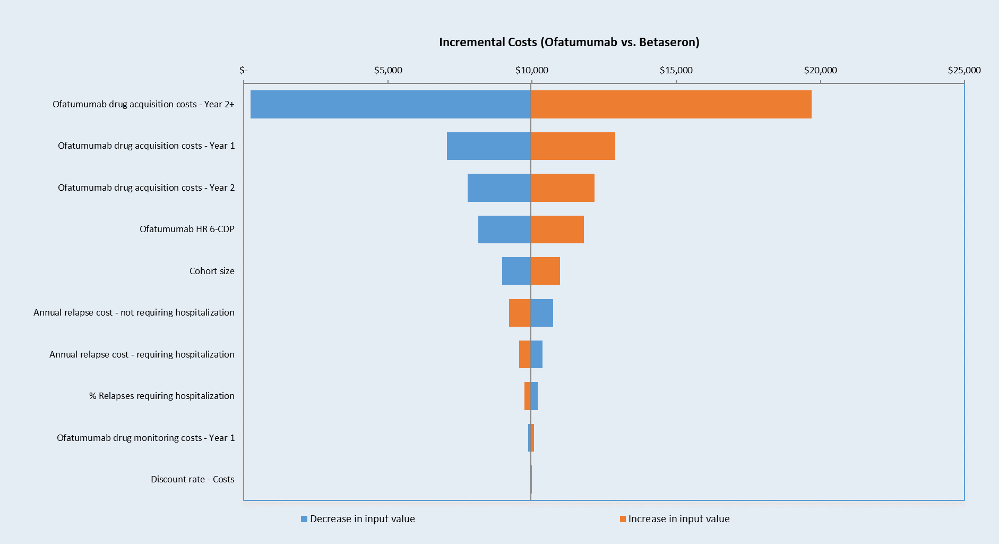 Incremental Costs (Ofatumumab vs. Betaseron)
$- $5,000 $10,000 $15,000 $20,000 $25,000
Ofatumumab drug acquisition costs - Year 2+
Ofatumumab drug acquisition costs - Year 1
Ofatumumab drug acquisition costs - Year 2
Ofatumumab HR 6-CDP
Cohort size
Annual relapse cost - not requiring hospitalization
Annual relapse cost - requiring hospitalization
% Relapses requiring hospitalization
Ofatumumab drug monitoring costs - Year 1
Discount rate - Costs
Decrease in input value Increase in input value